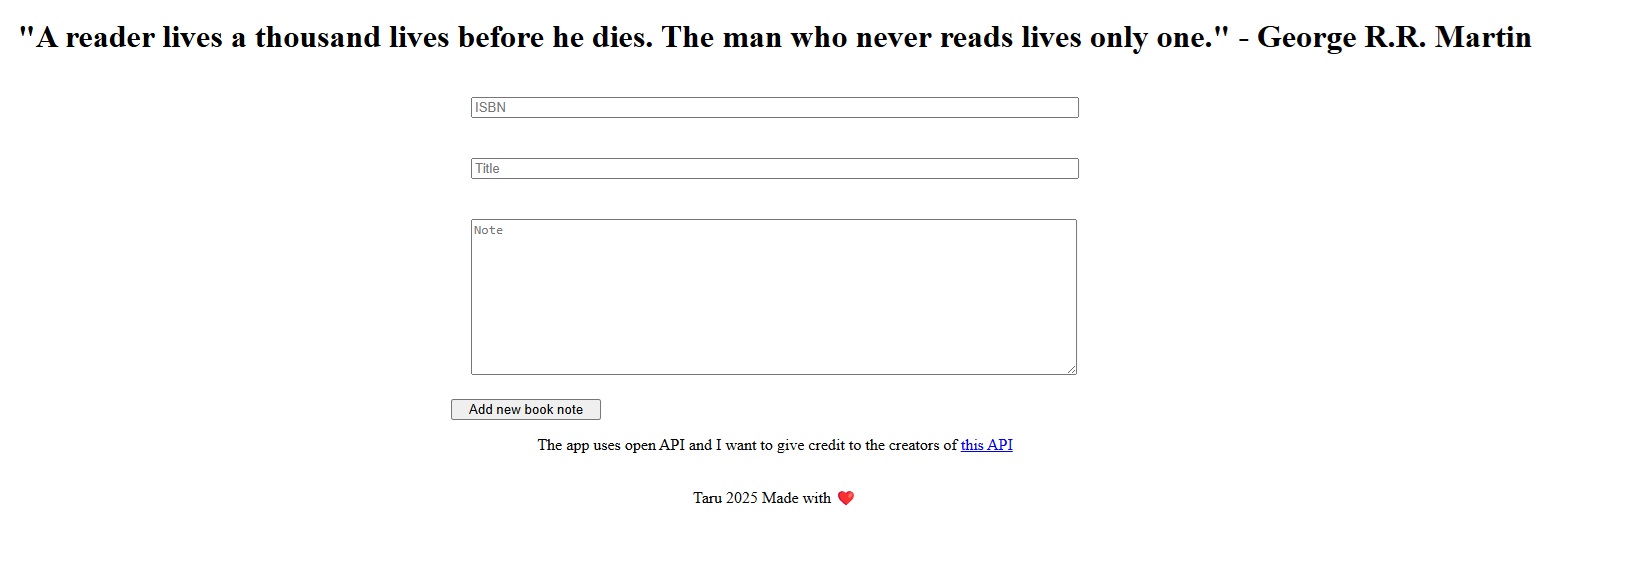 "A reader lives a thousand lives before he dies. The man who never reads lives only one." - George R.R. Martin
ISBN
Title
Note
Add new book note
The app uses open API and I want to give credit to the creators of this API
Taru 2025 Made with ❤️